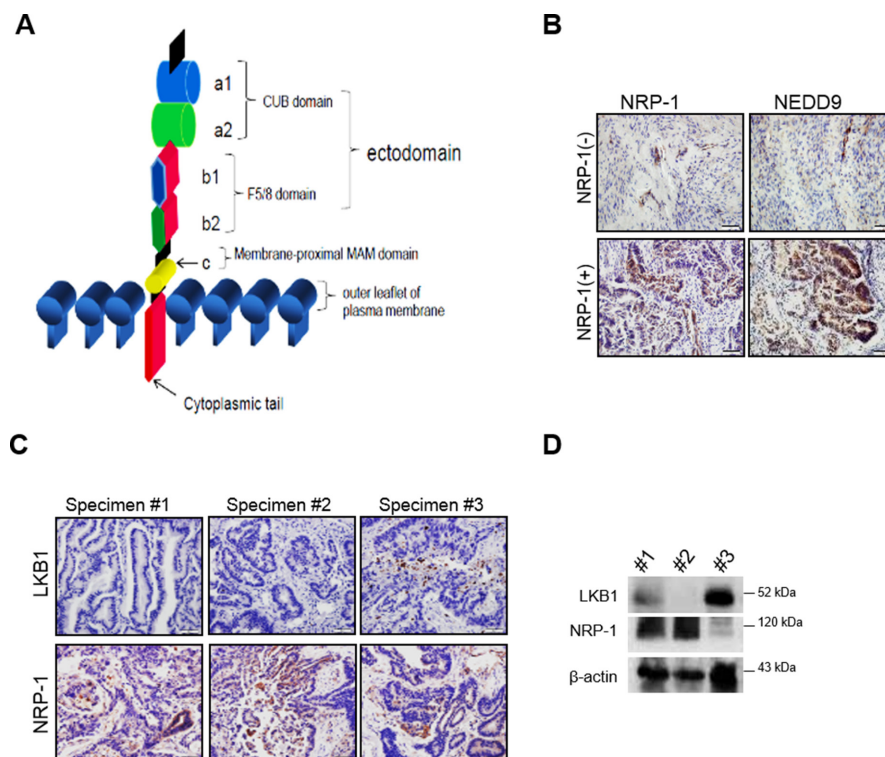 A
a1
a2
CUB domain
ectodomain
b1
b2
F5/8 domain
c
Membrane-proximal MAM domain
outer leaflet
of plasma membrane
Cytoplasmic tail
B
NRP-1
NEDD9
NRP-1(-)
NRP-1(+)
C
Specimen #1
Specimen #2
Specimen #3
LKB1
NRP-1
D
#1
#2
#3
LKB1
52 kDa
NRP-1
120 kDa
β-actin
43 kDa